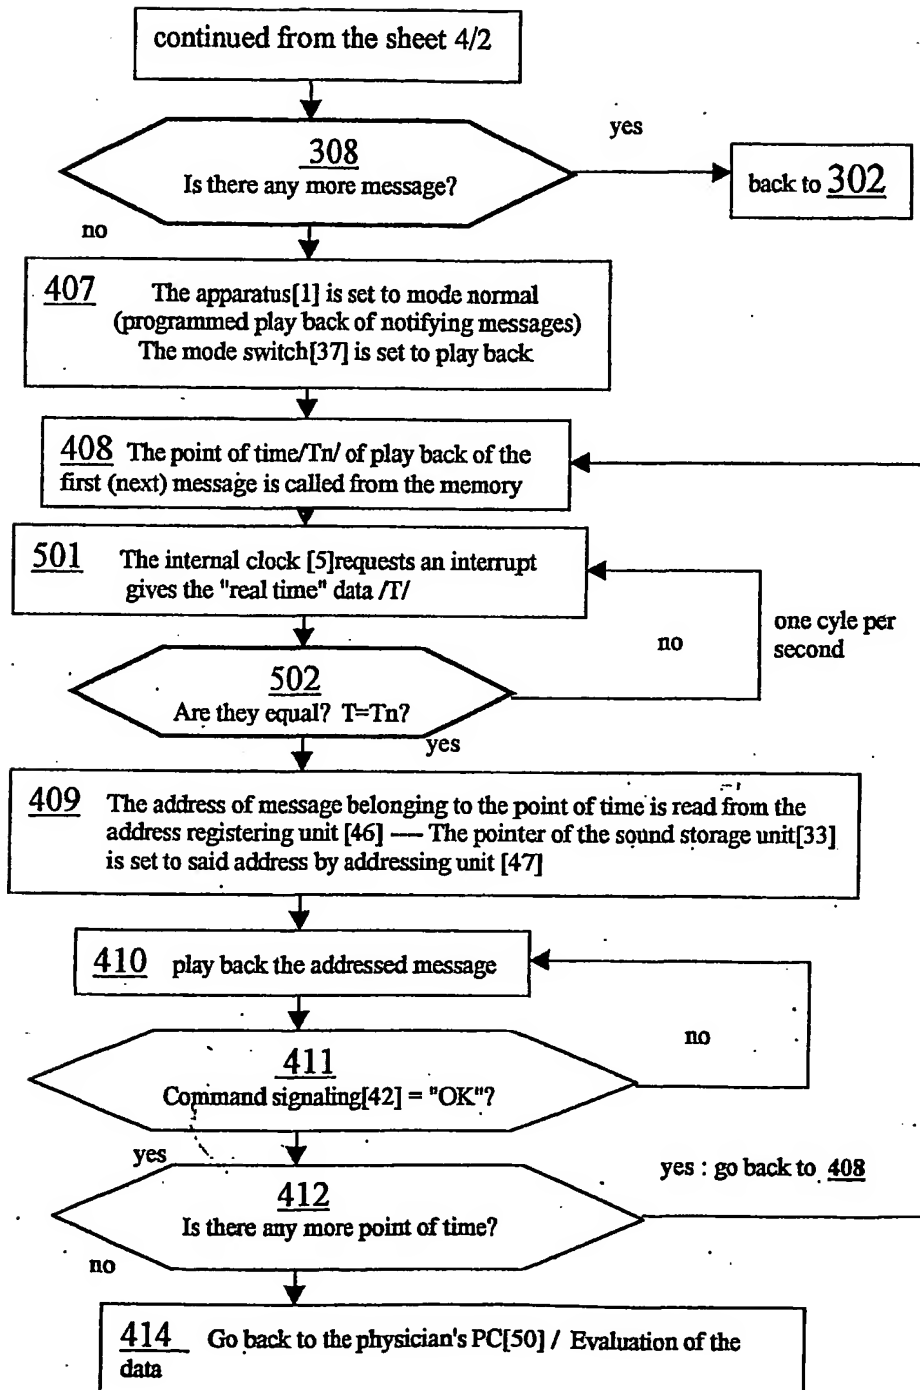 continued from the sheet 4/2
yes
308
Is there any more message?
back to 302
no
407 The apparatus[1] is set to mode normal
(programmed play back of notifying messages)
The mode switch[37] is set to play back
408 The point of time/Tn/ of play back of the
first (next) message is called from the memory
501 The internal clock [5]requests an interrupt
gives the "real time" data /T/
one cyle per
second
no
502
Are they equal? T=Tn?
yes
409 The address of message belonging to the point of time is read from the
address registering unit [46] — The pointer of the sound storage unit[33]
is set to said address by addressing unit [47]
410 play back the addressed message
no
411
Command signaling[42] = "OK"?
yes
yes : go back to 408
412
Is there any more point of time?
no
414 Go back to the physician's PC[50] / Evaluation of the
data